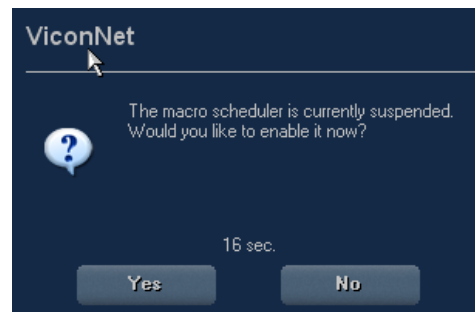 ViconNet
The macro scheduler is currently suspended.
Would you like to enable it now?
?
16 sec.
Yes No